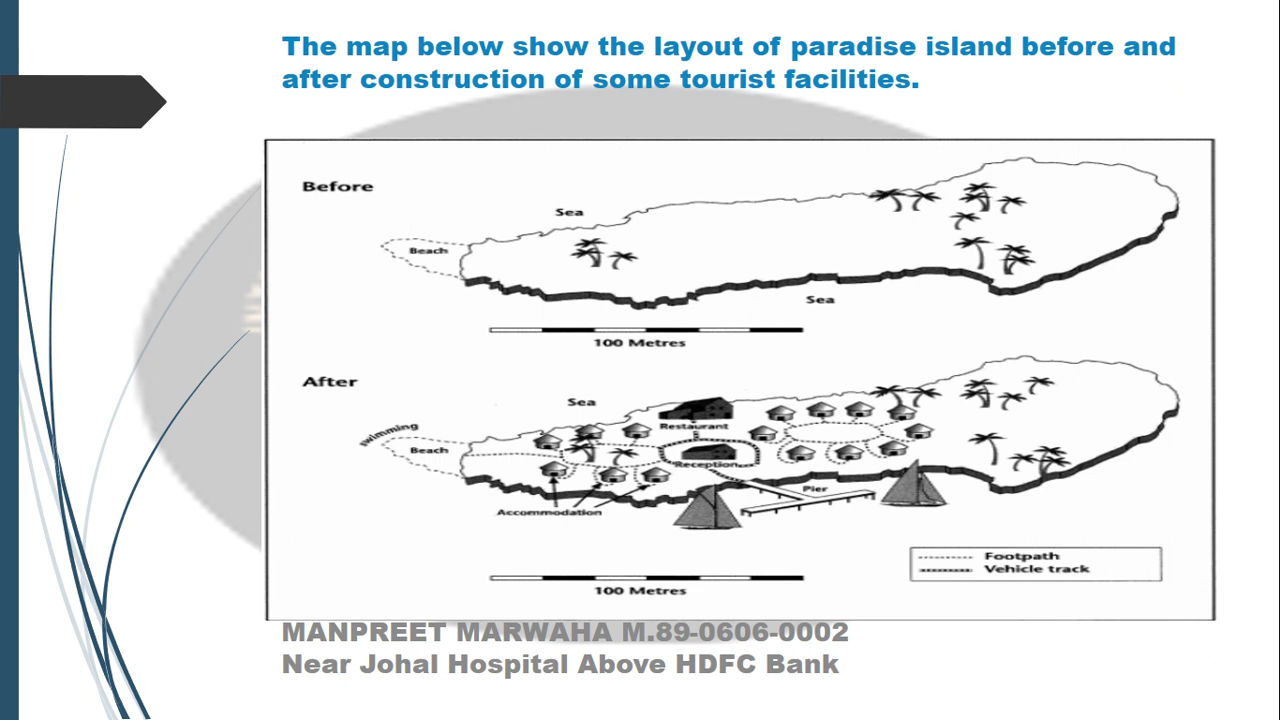 The map below show the layout of paradise island before and
after construction of some tourist facilities.
Before
Sea
Beach
Sea
100 Metres
After
Sea
swimming
Beach
Restaurant
Reception
Accommodation
Pier
Footpath
Vehicle track
100 Metres
MANPREET MARWAHA M.89-0606-0002
Near Johal Hospital Above HDFC Bank